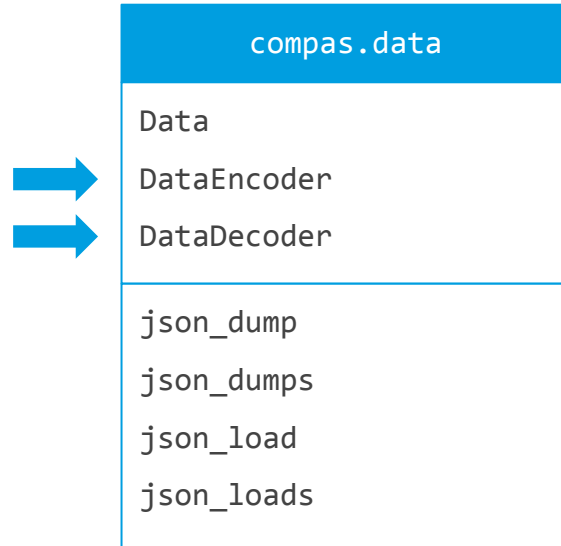 compas.data
Data
DataEncoder
DataDecoder
json_dump
json_dumps
json_load
json_loads